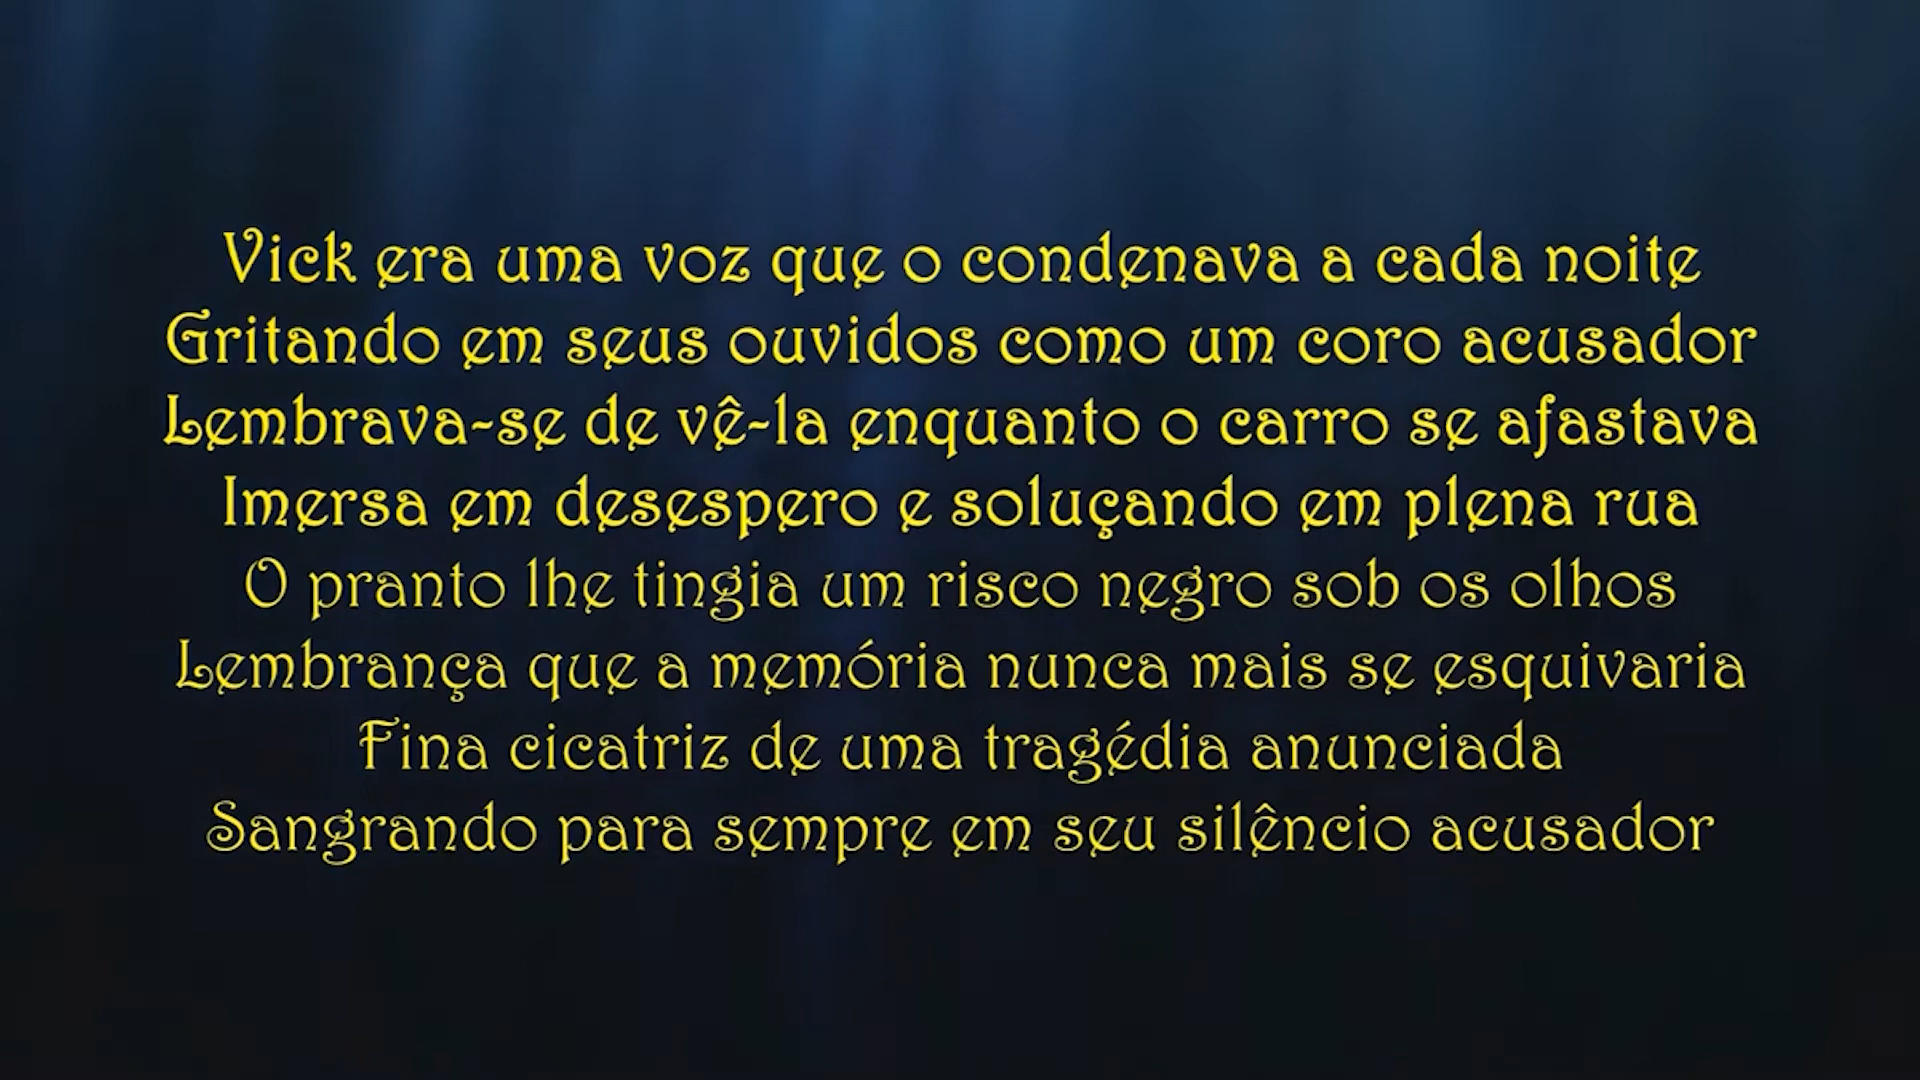 Vick era uma voz que o condenava a cada noite
Gritando em seus ouvidos como um coro acusador
Lembrava-se de vê-la enquanto o carro se afastava
Imersa em desespero e soluçando em plena rua
O pranto lhe tingia um risco negro sob os olhos
Lembrança que a memória nunca mais se esquivaria
Fina cicatriz de uma tragédia anunciada
Sangrando para sempre em seu silêncio acusador